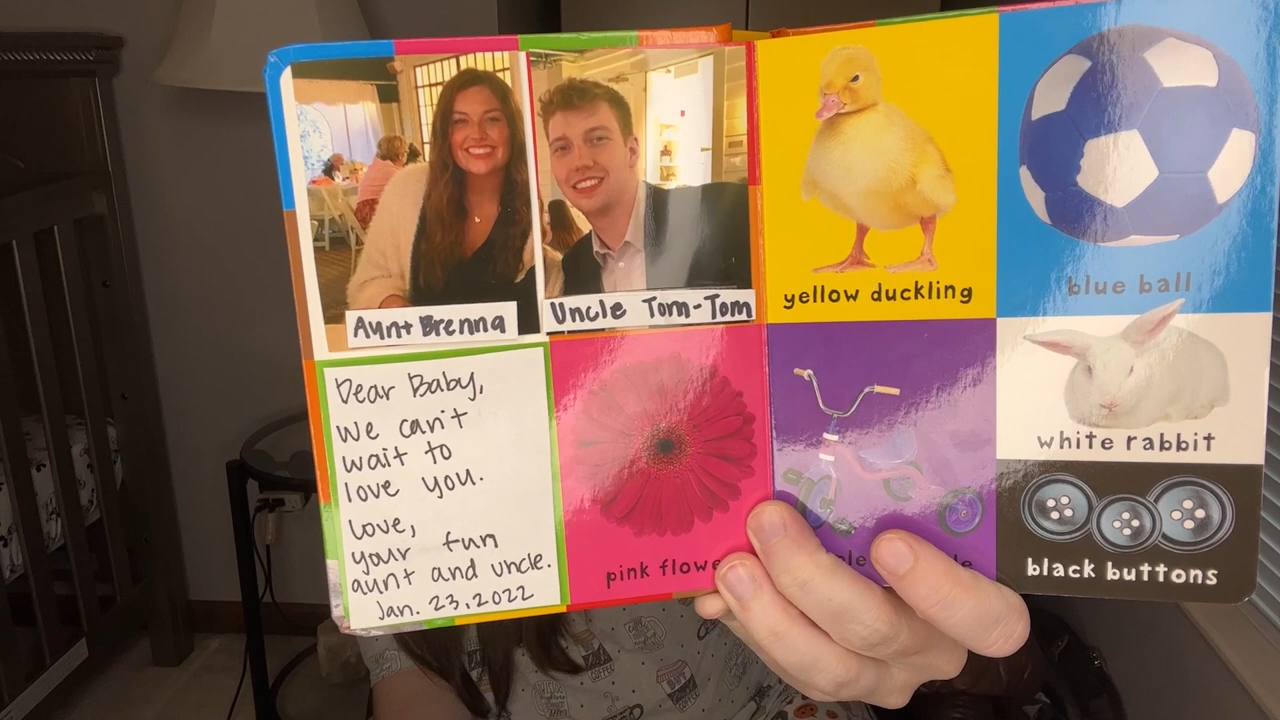 Aunt Brenna
Uncle Tom-Tom
Dear Baby,
we can't
wait to
love you.
Love,
your fun
aunt and uncle.
Jan. 23, 2022
pink
yellow duckling
blue ball
white rabbit
black buttons